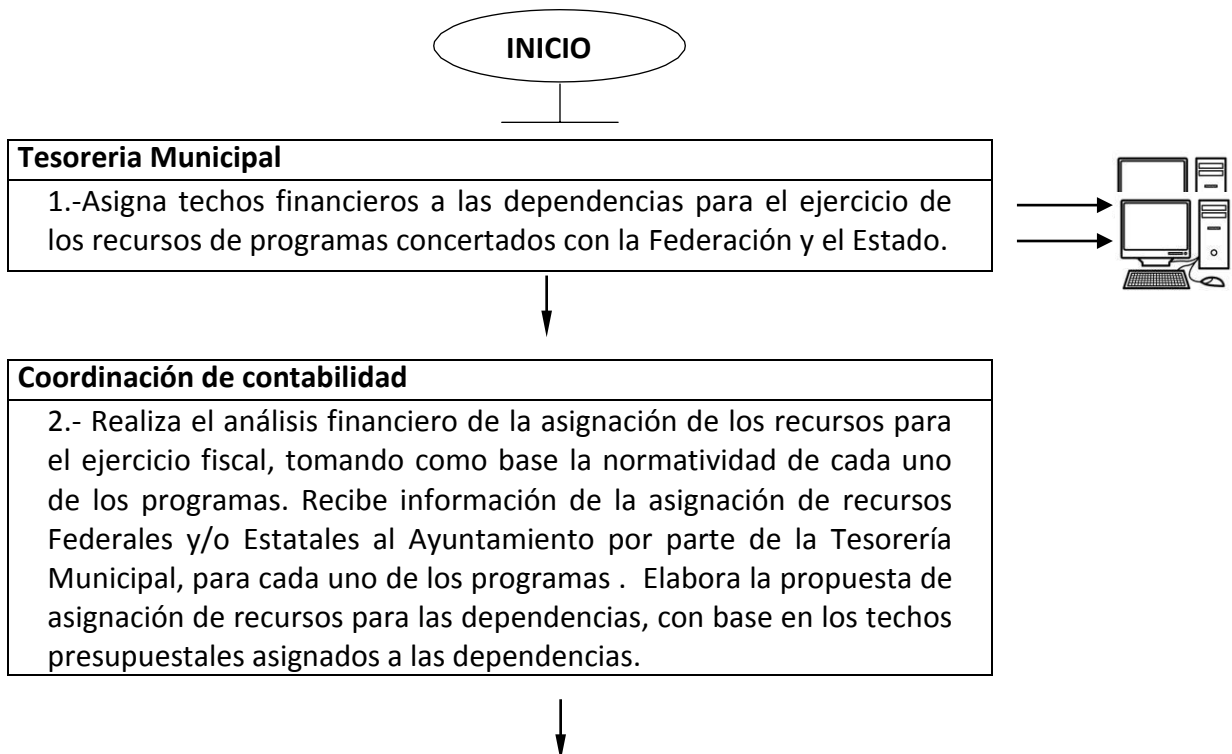 INICIO
Tesoreria Municipal
1.-Asigna techos financieros a las dependencias para el ejercicio de
los recursos de programas concertados con la Federación y el Estado.
Coordinación de contabilidad
2.- Realiza el análisis financiero de la asignación de los recursos para
el ejercicio fiscal, tomando como base la normatividad de cada uno
de los programas. Recibe información de la asignación de recursos
Federales y/o Estatales al Ayuntamiento por parte de la Tesorería
Municipal, para cada uno de los programas .  Elabora la propuesta de
asignación de recursos para las dependencias, con base en los techos
presupuestales asignados a las dependencias.